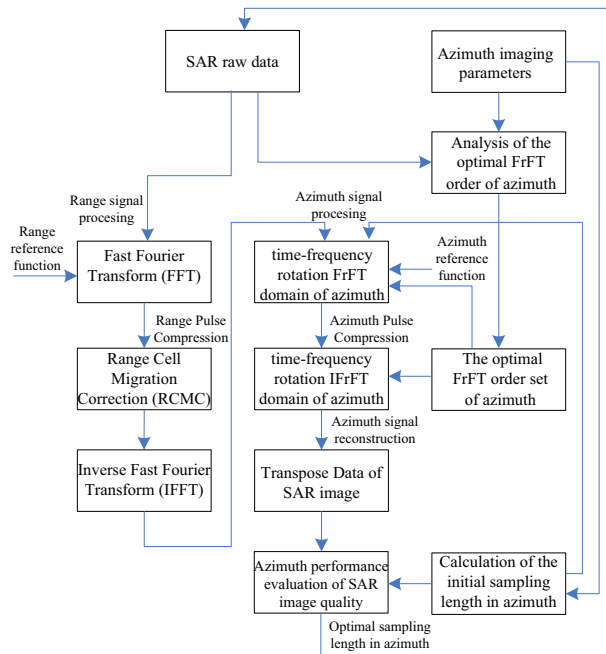 SAR raw data
Azimuth imaging
parameters
Analysis of the
optimal FrFT
order of azimuth
Range signal
procesing
Azimuth signal
procesing
Range
reference
function
Fast Fourier
Transform (FFT)
time-frequency
rotation FrFT
domain of azimuth
Azimuth
reference
function
Range Pulse
Compression
Azimuth Pulse
Compression
Range Cell
Migration
Correction (RCMC)
time-frequency
rotation IFrFT
domain of azimuth
The optimal
FrFT order set
of azimuth
Azimuth signal
reconstruction
Inverse Fast Fourier
Transform (IFFT)
Transpose Data of
SAR image
Azimuth performance
evaluation of SAR
image quality
Calculation of the
initial sampling
length in azimuth
Optimal sampling
length in azimuth